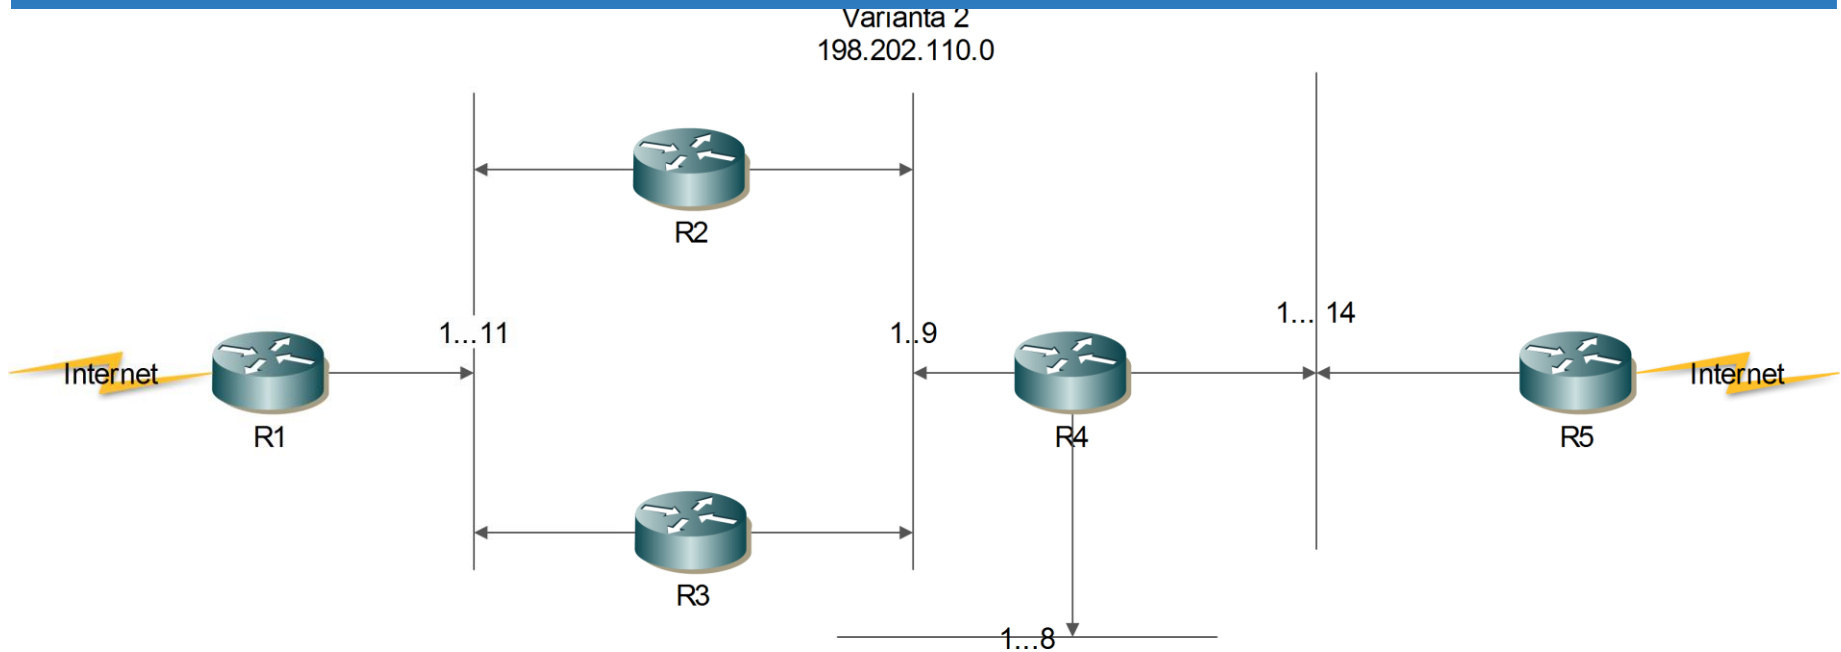 Varianta 2
198.202.110.0
R2
1...11
1..9
1... 14
Internet
Internet
R1
R4
R5
R3
1...8